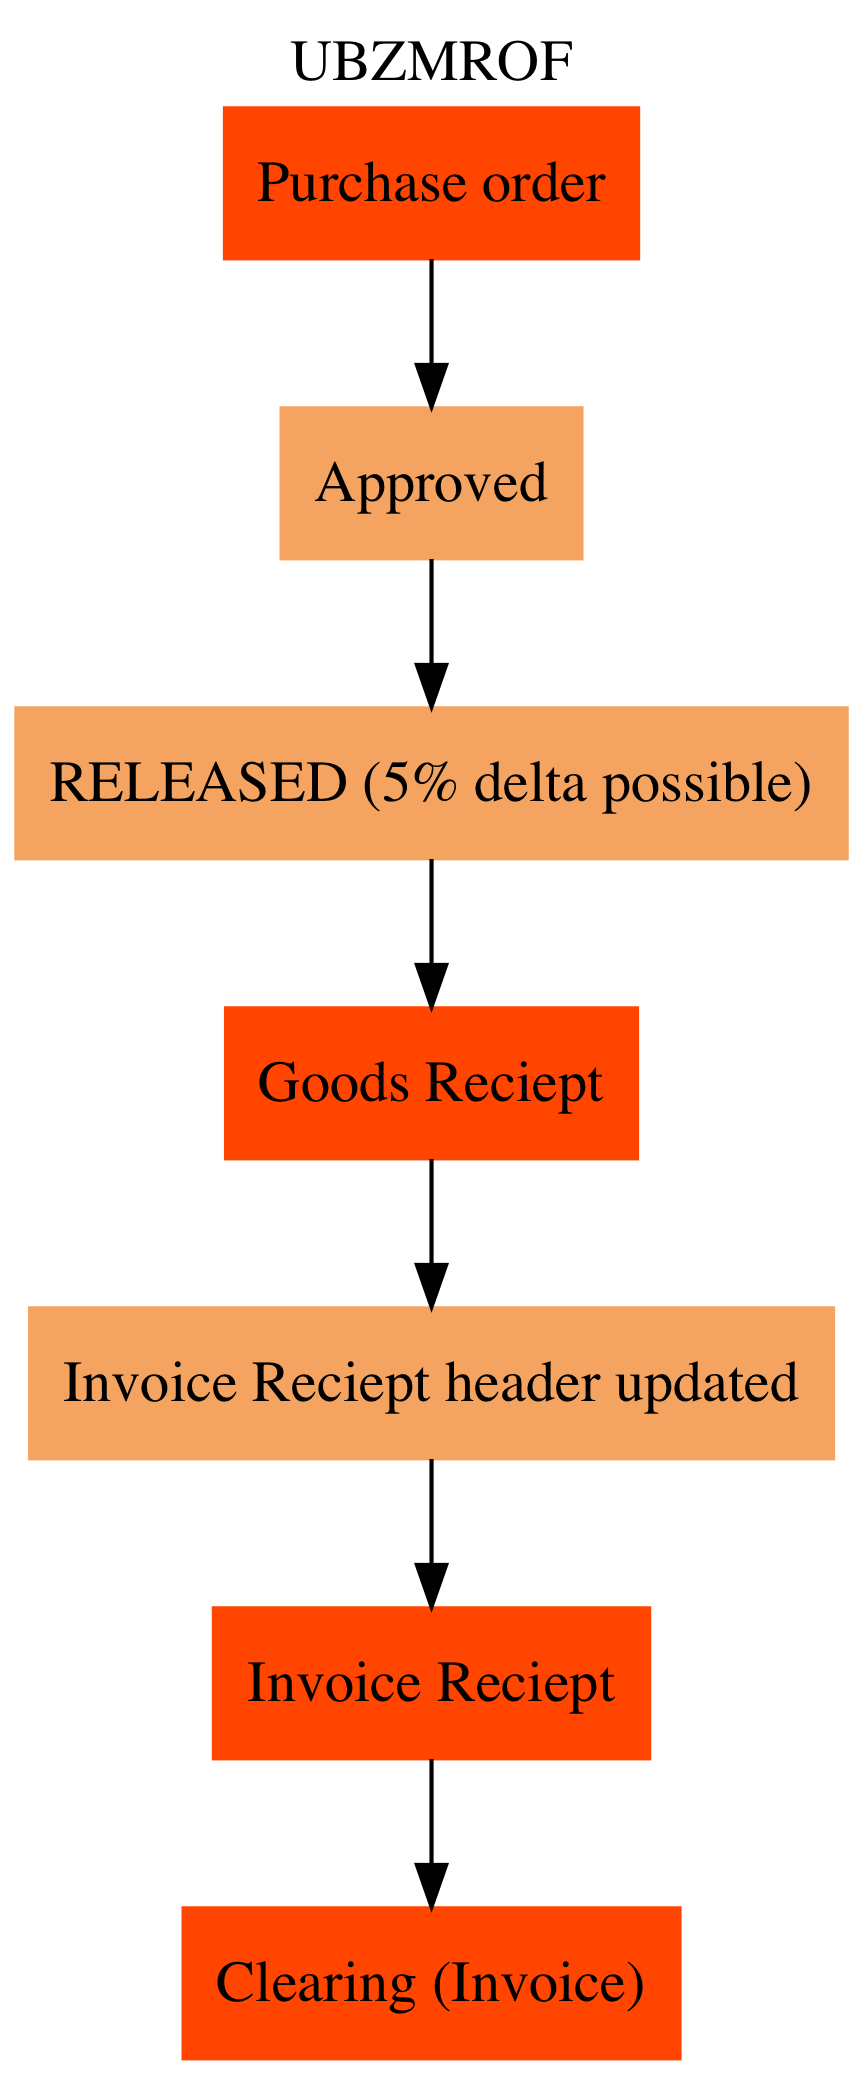 UBZMROF
Purchase order
Approved
RELEASED (5% delta possible)
Goods Reciept
Invoice Reciept header updated
Invoice Reciept
Clearing (Invoice)